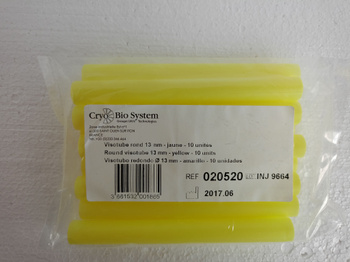 Cryo Bio System
Visotube rond 13 mm - jaune - 10 units
Round visotube 13 mm - yellow - 10 units
Visotubo redondo Ø 13 mm - amarillo - 10 unidades
REF 020520 INJ 9664
2017.06